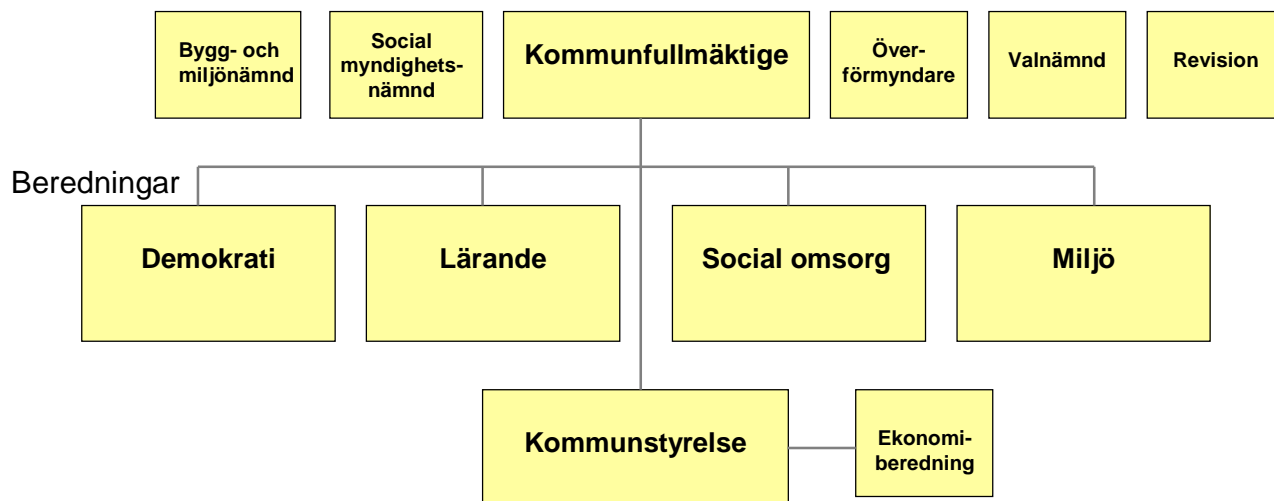 Bygg- och
miljönämnd
Social
myndighets-
nämnd
Kommunfullmäktige
Över-
förmyndare
Valnämnd
Revision
Beredningar
Demokrati
Lärande
Social omsorg
Miljö
Kommunstyrelse
Ekonomi-
beredning